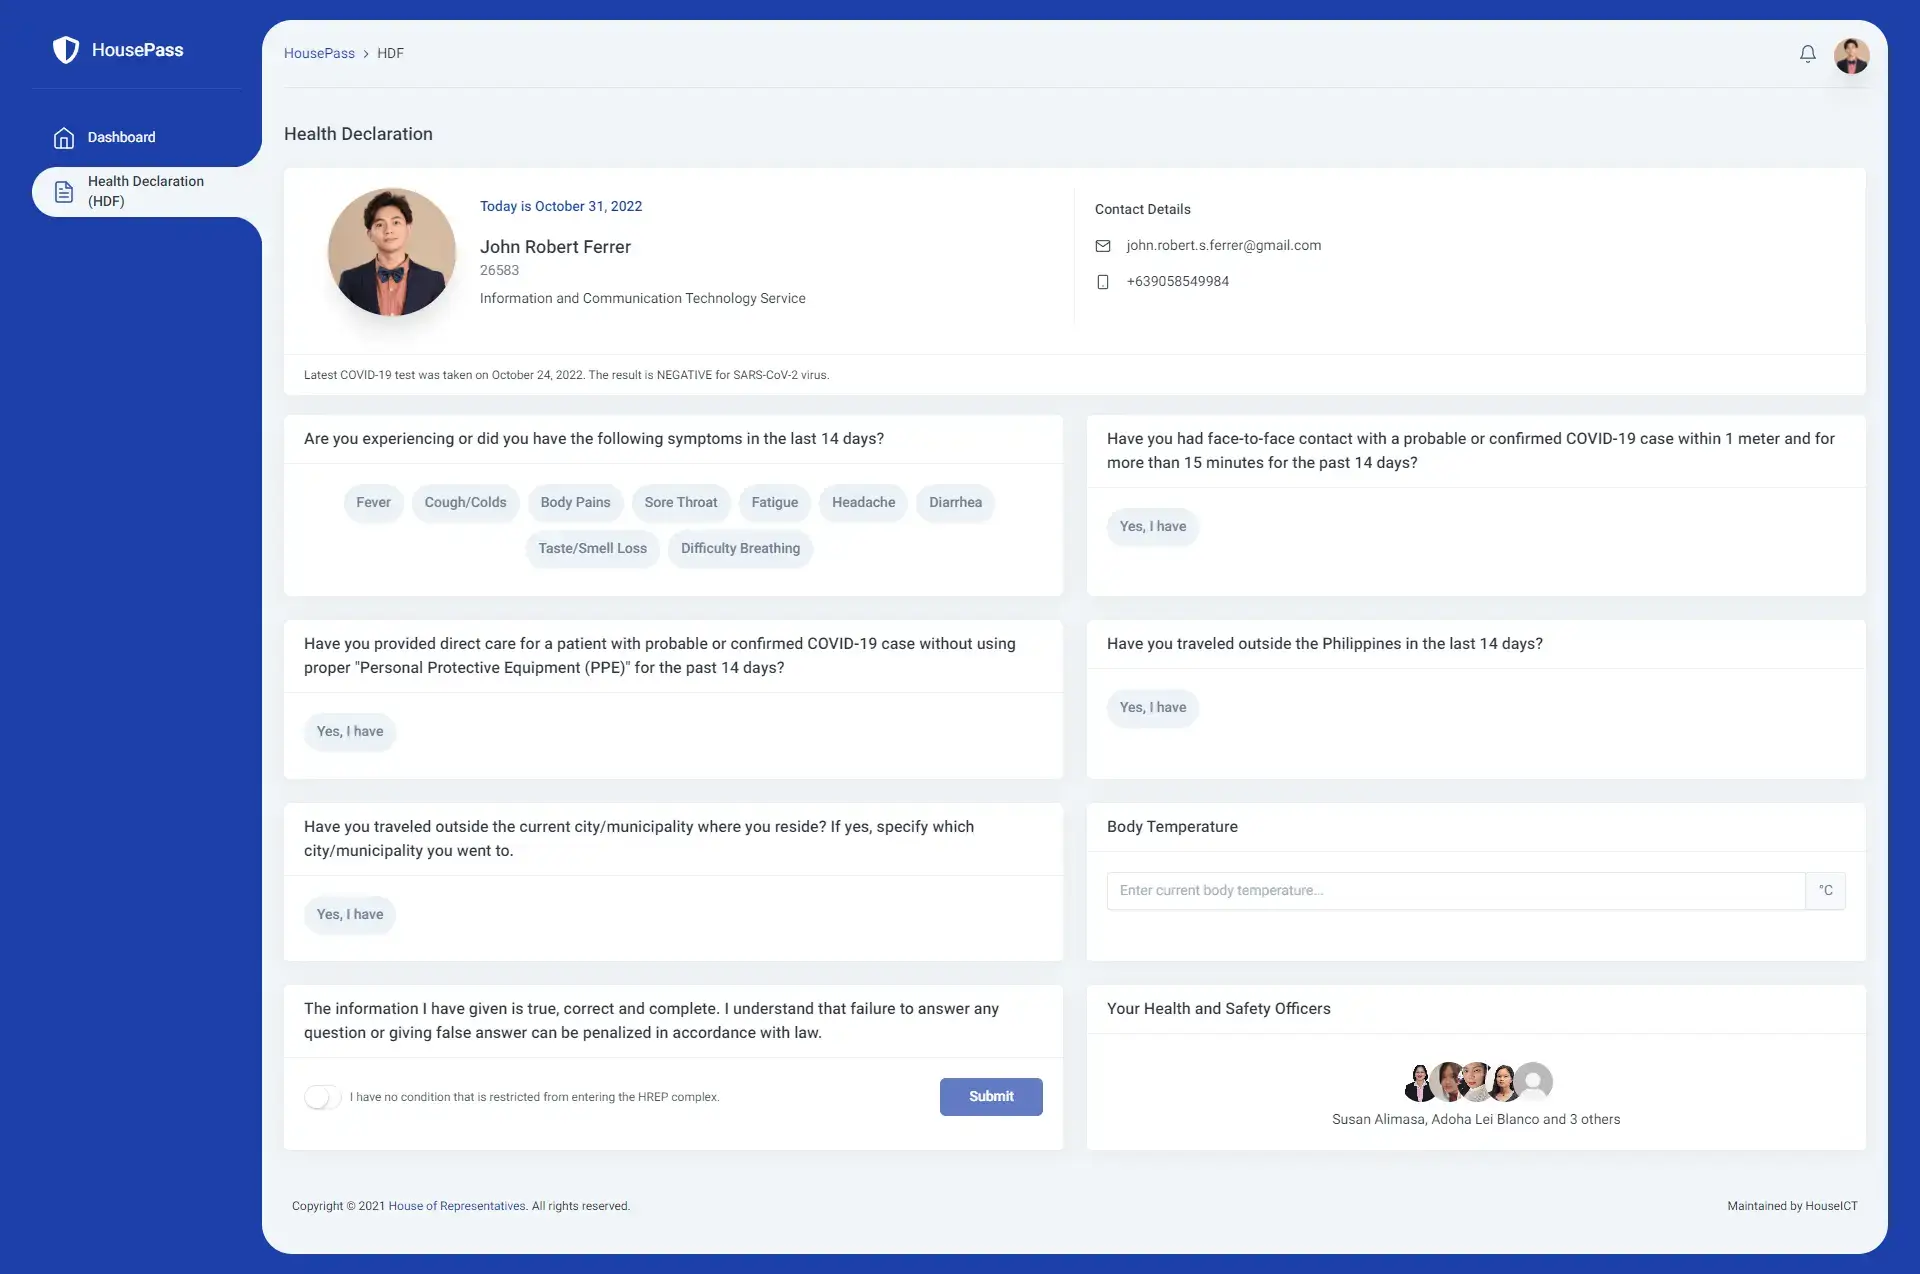 HousePass
HousePass > HDF
Dashboard
Health Declaration
(HDF)
Health Declaration
Today is October 31, 2022
John Robert Ferrer
26583
Information and Communication Technology Service
Contact Details
john.robert.s.ferrer@gmail.com
+639058549984
Latest COVID-19 test was taken on October 24, 2022. The result is NEGATIVE for SARS-CoV-2 virus.
Are you experiencing or did you have the following symptoms in the last 14 days?
Fever Cough/Colds Body Pains Sore Throat Fatigue Headache Diarrhea
Taste/Smell Loss Difficulty Breathing
Have you had face-to-face contact with a probable or confirmed COVID-19 case within 1 meter and for
more than 15 minutes for the past 14 days?
Yes, I have
Have you provided direct care for a patient with probable or confirmed COVID-19 case without using
proper "Personal Protective Equipment (PPE)" for the past 14 days?
Yes, I have
Have you traveled outside the Philippines in the last 14 days?
Yes, I have
Have you traveled outside the current city/municipality where you reside? If yes, specify which
city/municipality you went to.
Yes, I have
Body Temperature
Enter current body temperature... °C
The information I have given is true, correct and complete. I understand that failure to answer any
question or giving false answer can be penalized in accordance with law.
I have no condition that is restricted from entering the HREP complex. Submit
Your Health and Safety Officers
Susan Alimasa, Adoha Lei Blanco and 3 others
Copyright © 2021 House of Representatives. All rights reserved.
Maintained by HouseICT